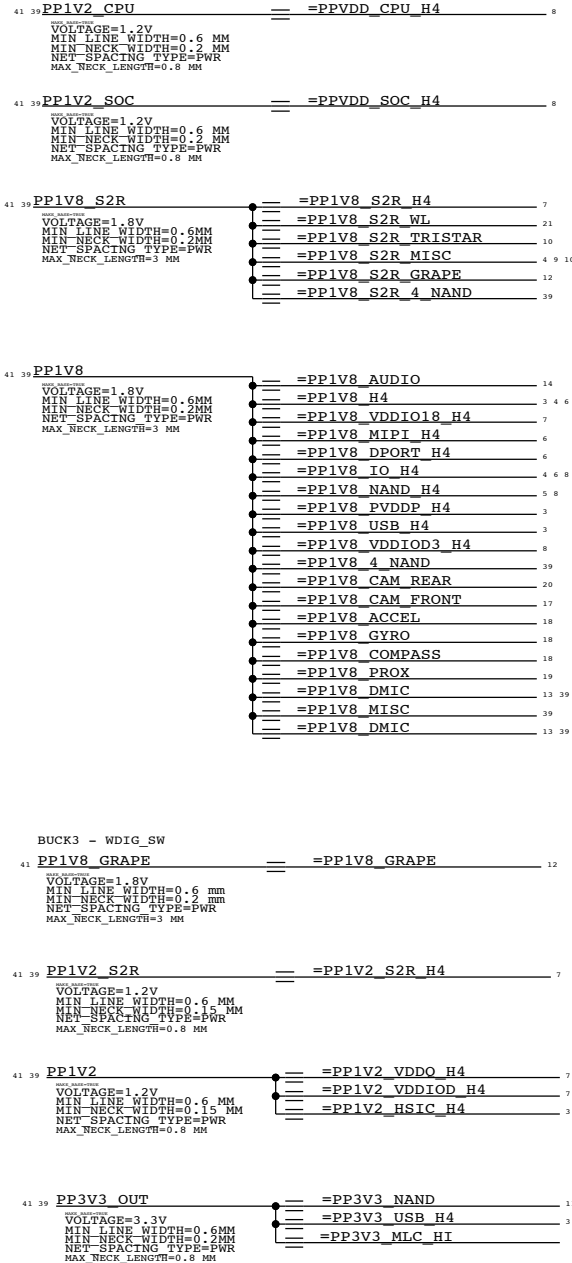 41 39 PP1V2_CPU =PPVDD_CPU_H4 8
MAKE_BASE=TRUE
VOLTAGE=1.2V
MIN_LINE_WIDTH=0.6 MM
MIN_NECK_WIDTH=0.2 MM
NET_SPACING_TYPE=PWR
MAX_NECK_LENGTH=0.8 MM
41 39 PP1V2_SOC =PPVDD_SOC_H4 8
MAKE_BASE=TRUE
VOLTAGE=1.2V
MIN_LINE_WIDTH=0.6 MM
MIN_NECK_WIDTH=0.2 MM
NET_SPACING_TYPE=PWR
MAX_NECK_LENGTH=0.8 MM
41 39 PP1V8_S2R =PP1V8_S2R_H4 7
MAKE_BASE=TRUE
VOLTAGE=1.8V
MIN_LINE_WIDTH=0.6MM
MIN_NECK_WIDTH=0.2MM
NET_SPACING_TYPE=PWR
MAX_NECK_LENGTH=3 MM
=PP1V8_S2R_WL 21
=PP1V8_S2R_TRISTAR 10
=PP1V8_S2R_MISC 4 9 10
=PP1V8_S2R_GRAPE 12
=PP1V8_S2R_4_NAND 39
41 39 PP1V8
MAKE_BASE=TRUE
VOLTAGE=1.8V
MIN_LINE_WIDTH=0.6MM
MIN_NECK_WIDTH=0.2MM
NET_SPACING_TYPE=PWR
MAX_NECK_LENGTH=3 MM
=PP1V8_AUDIO 14
=PP1V8_H4 3 4 6
=PP1V8_VDDIO18_H4 7
=PP1V8_MIPI_H4 6
=PP1V8_DPORT_H4 6
=PP1V8_IO_H4 4 6 8
=PP1V8_NAND_H4 5 8
=PP1V8_PVDDP_H4 3
=PP1V8_USB_H4 3
=PP1V8_VDDIOD3_H4 8
=PP1V8_4_NAND 39
=PP1V8_CAM_REAR 20
=PP1V8_CAM_FRONT 17
=PP1V8_ACCEL 18
=PP1V8_GYRO 18
=PP1V8_COMPASS 18
=PP1V8_PROX 19
=PP1V8_DMIC 13 39
=PP1V8_MISC 39
=PP1V8_DMIC 13 39
BUCK3 - WDIG_SW
41 PP1V8_GRAPE =PP1V8_GRAPE 12
MAKE_BASE=TRUE
VOLTAGE=1.8V
MIN_LINE_WIDTH=0.6 mm
MIN_NECK_WIDTH=0.2 mm
NET_SPACING_TYPE=PWR
MAX_NECK_LENGTH=3 MM
41 39 PP1V2_S2R =PP1V2_S2R_H4 7
MAKE_BASE=TRUE
VOLTAGE=1.2V
MIN_LINE_WIDTH=0.6 MM
MIN_NECK_WIDTH=0.15 MM
NET_SPACING_TYPE=PWR
MAX_NECK_LENGTH=0.8 MM
41 39 PP1V2 =PP1V2_VDDQ_H4 7
MAKE_BASE=TRUE
VOLTAGE=1.2V
MIN_LINE_WIDTH=0.6 MM
MIN_NECK_WIDTH=0.15 MM
NET_SPACING_TYPE=PWR
MAX_NECK_LENGTH=0.8 MM
=PP1V2_VDDIOD_H4 7
=PP1V2_HSIC_H4 3
41 39 PP3V3_OUT =PP3V3_NAND
VOLTAGE=3.3V
MIN_LINE_WIDTH=0.6MM
MIN_NECK_WIDTH=0.2MM
NET_SPACING_TYPE=PWR
MAX_NECK_LENGTH=0.8 MM
=PP3V3_USB_H4 3
=PP3V3_MLC_HI